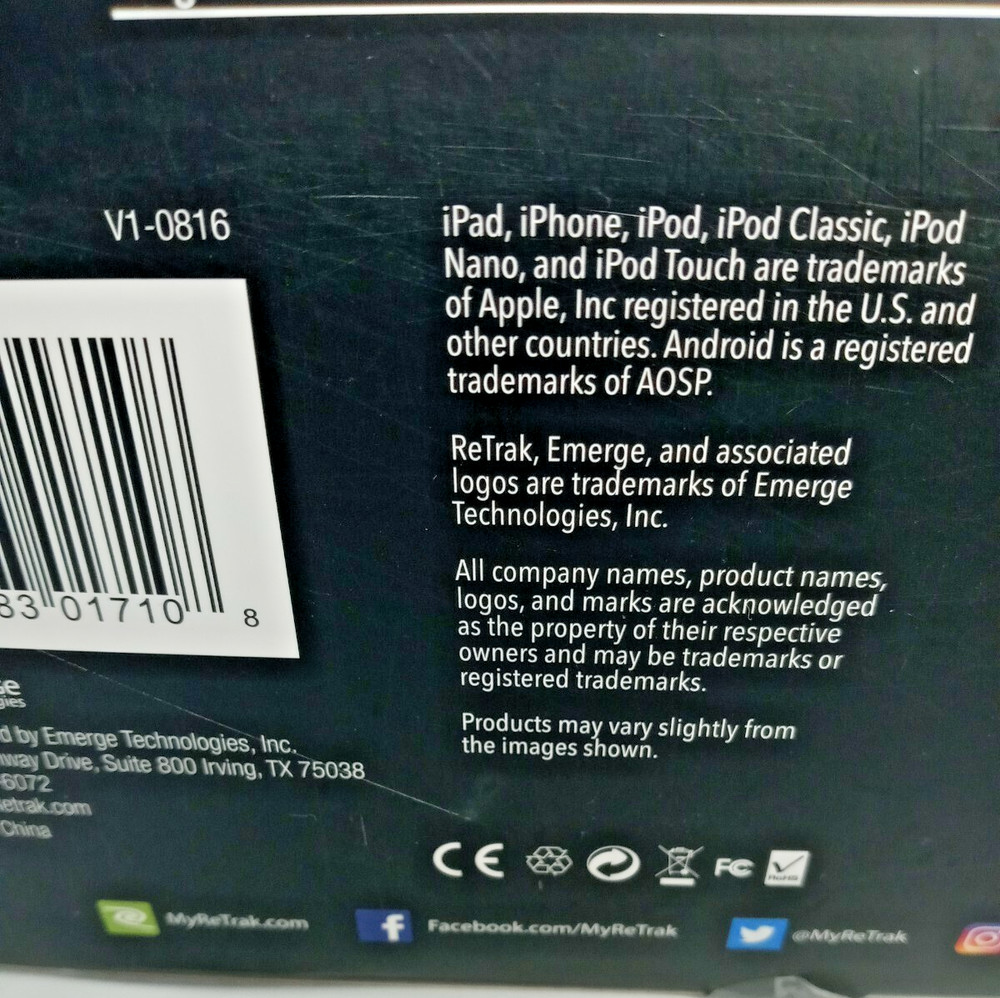 V1-0816
83 01710 8
d by Emerge Technologies, Inc.
way Drive, Suite 800 Irving, TX 75038
-6072
etrak.com
China
iPad, iPhone, iPod, iPod Classic, iPod
Nano, and iPod Touch are trademarks
of Apple, Inc registered in the U.S. and
other countries. Android is a registered
trademarks of AOSP.
ReTrak, Emerge, and associated
logos are trademarks of Emerge
Technologies, Inc.
All company names, product names,
logos, and marks are acknowledged
as the property of their respective
owners and may be trademarks or
registered trademarks.
Products may vary slightly from
the images shown.
CE FC RoHS
MyReTrak.com
Facebook.com/MyReTrak
@MyReTrak